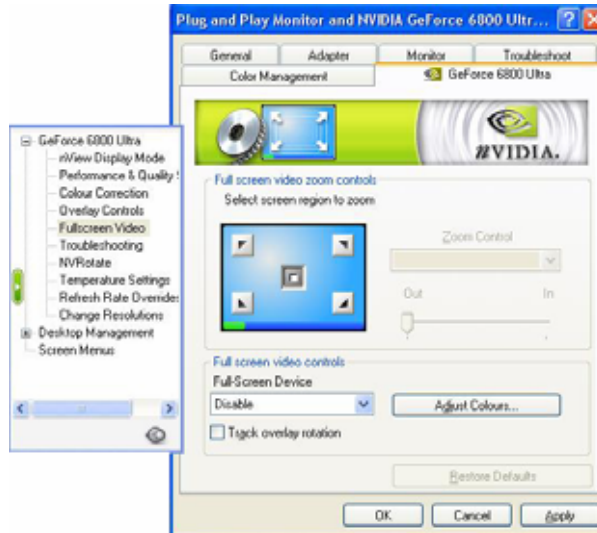 Plug and Play Monitor and NVIDIA GeForce 6800 Ultr...
General Adapter Monitor Troubleshoot
Color Management GeForce 6800 Ultra
NVIDIA.
GeForce 6800 Ultra
nView Display Mode
Performance & Quality
Colour Correction
Overlay Controls
Fullscreen Video
Troubleshooting
NVRotate
Temperature Settings
Refresh Rate Overrides
Change Resolutions
Desktop Management
Screen Menus
Full screen video zoom controls
Select screen region to zoom
Zoom Control
Out In
Full screen video controls
Full-Screen Device
Disable
Adjust Colours...
Track overlay rotation
Restore Defaults
OK Cancel Apply